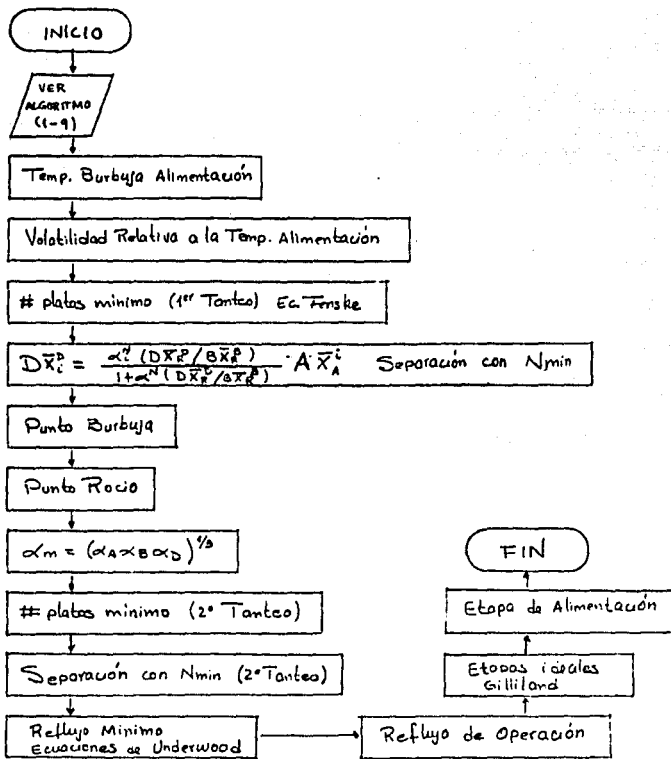 INICIO
VER
ALGORITMO
(1-9)
Temp. Burbuja Alimentación
Volatilidad Relativa a la Temp. Alimentación
# platos minimo (1er Tanteo) Ec. Fenske
DX̄ᵢᴰ = αᵢᴺ (DX̄ᵣᴰ/BX̄ᵣᴮ) / 1+αᴺ (DX̄ᵣᴰ/BX̄ᵣᴮ) · A X̄ₐⁱ Separación con Nmin
Punto Burbuja
Punto Rocio
αm = (αA αB αD)^1/3
# platos minimo (2º Tanteo)
Separación con Nmin (2º Tanteo)
Reflujo Minimo
Ecuaciones de Underwood
Reflujo de Operación
Etapas ideales
Gilliland
Etapa de Alimentación
FIN